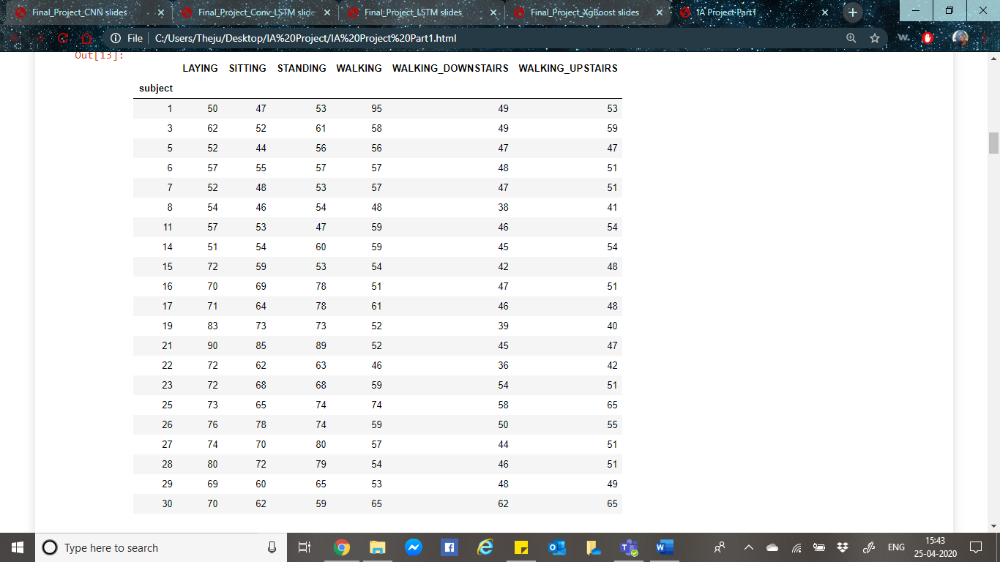 Final_Project_CNN slides
Final_Project_Conv_LSTM slide
Final_Project_LSTM slides
Final_Project_XgBoost slides
IA Project Part1
File C:/Users/Theju/Desktop/IA%20Project/IA%20Project%20Part1.html
Out[13]:
LAYING SITTING STANDING WALKING WALKING_DOWNSTAIRS WALKING_UPSTAIRS
subject
1 50 47 53 95 49 53
3 62 52 61 58 49 59
5 52 44 56 56 47 47
6 57 55 57 57 48 51
7 52 48 53 57 47 51
8 54 46 54 48 38 41
11 57 53 47 59 46 54
14 51 54 60 59 45 54
15 72 59 53 54 42 48
16 70 69 78 51 47 51
17 71 64 78 61 46 48
19 83 73 73 52 39 40
21 90 85 89 52 45 47
22 72 62 63 46 36 42
23 72 68 68 59 54 51
25 73 65 74 74 58 65
26 76 78 74 59 50 55
27 74 70 80 57 44 51
28 80 72 79 54 46 51
29 69 60 65 53 48 49
30 70 62 59 65 62 65
Type here to search
ENG
15:43
25-04-2020